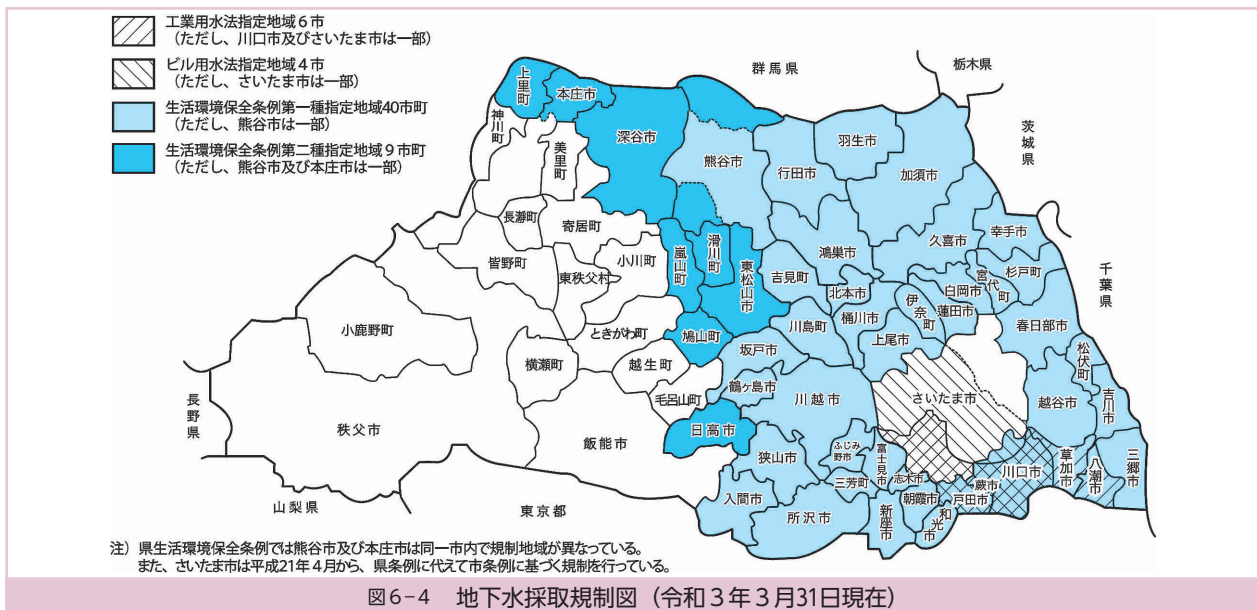 工業用水法指定地域6市
(ただし、川口市及びさいたま市は一部)
ビル用水法指定地域4市
(ただし、さいたま市は一部)
生活環境保全条例第一種指定地域40市町
(ただし、熊谷市は一部)
生活環境保全条例第二種指定地域9市町
(ただし、熊谷市及び本庄市は一部)
群馬県
栃木県
茨城県
千葉県
東京都
山梨県
長野県
上里町
本庄市
神川町
美里町
深谷市
熊谷市
行田市
羽生市
加須市
長瀞町
寄居町
皆野町
東秩父村
小川町
嵐山町
滑川町
東松山市
吉見町
鴻巣市
久喜市
幸手市
北本市
桶川市
伊奈町
白岡市
宮代町
杉戸町
蓮田市
小鹿野町
ときがわ町
鳩山町
川島町
上尾市
春日部市
松伏町
横瀬町
越生町
坂戸市
毛呂山町
鶴ヶ島市
川越市
さいたま市
越谷市
吉川市
秩父市
飯能市
日高市
狭山市
ふじみ野市
富士見市
志木市
川口市
草加市
八潮市
三郷市
入間市
所沢市
三芳町
新座市
朝霞市
和光市
戸田市
蕨市
注)県生活環境保全条例では熊谷市及び本庄市は同一市内で規制地域が異なっている。
また、さいたま市は平成21年4月から、県条例に代えて市条例に基づく規制を行っている。
図6-4 地下水採取規制図(令和3年3月31日現在)